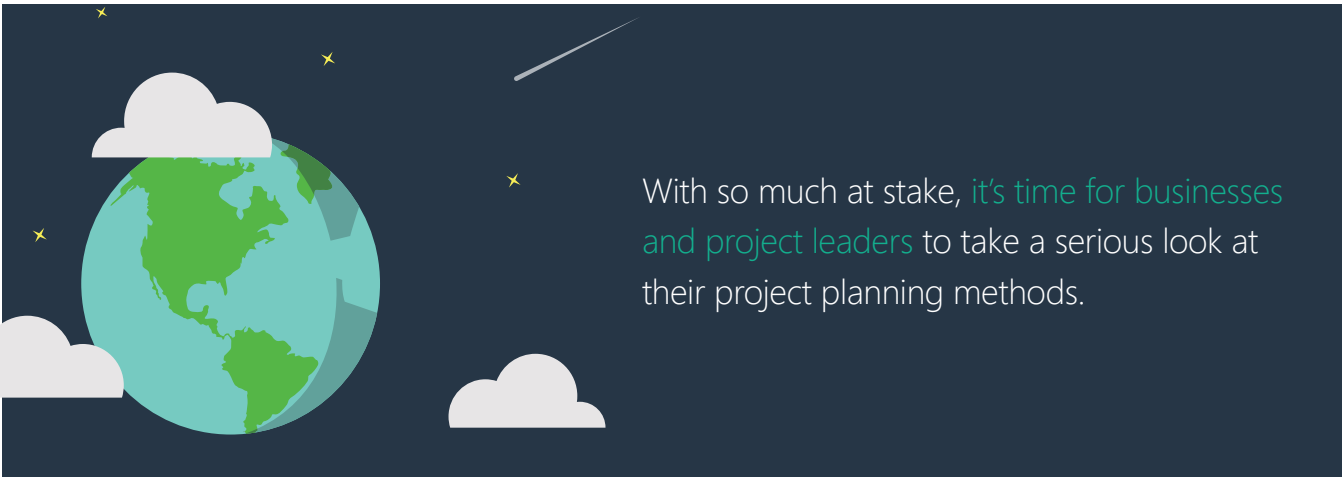 With so much at stake, it’s time for businesses
and project leaders to take a serious look at
their project planning methods.